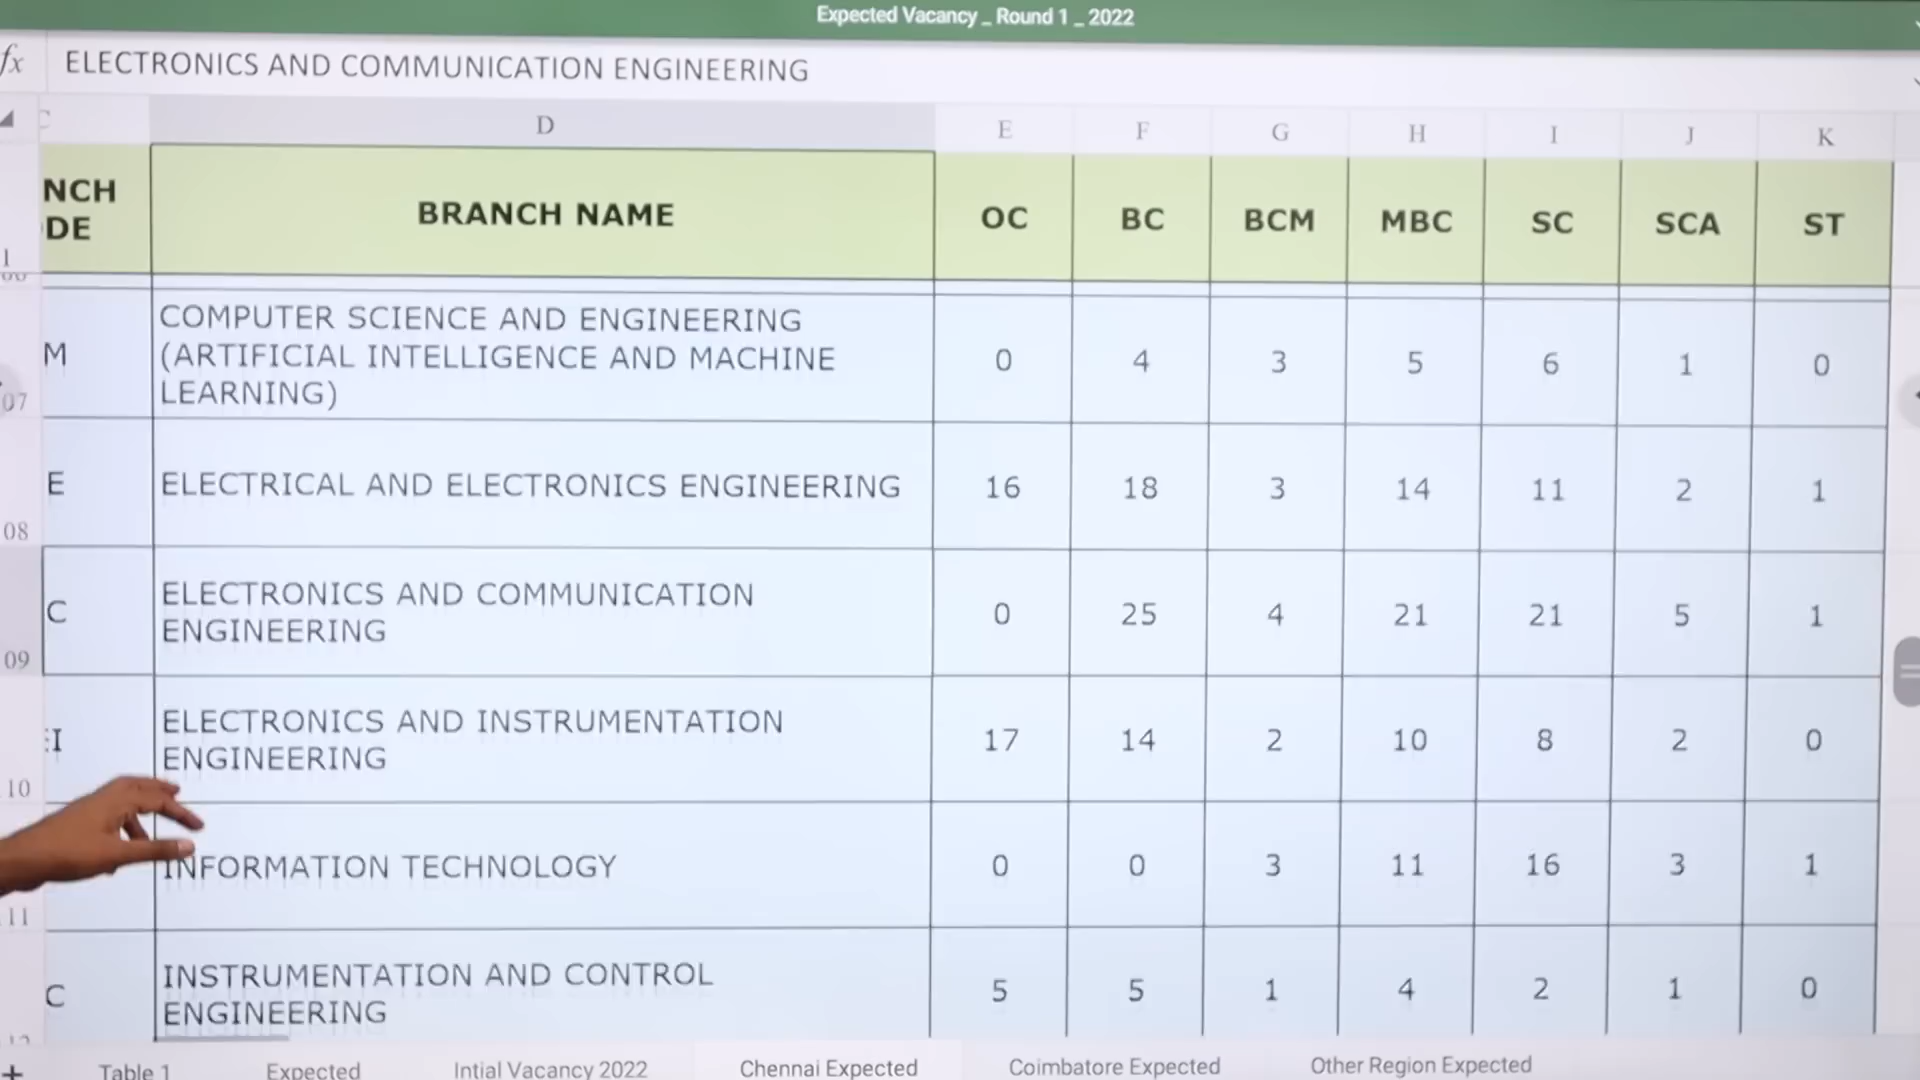 Expected Vacancy _ Round 1 _ 2022
fx ELECTRONICS AND COMMUNICATION ENGINEERING
C D E F G H I J K
NCH
DE
BRANCH NAME OC BC BCM MBC SC SCA ST
1
M
COMPUTER SCIENCE AND ENGINEERING
(ARTIFICIAL INTELLIGENCE AND MACHINE
LEARNING)
0 4 3 5 6 1 0
07
E ELECTRICAL AND ELECTRONICS ENGINEERING 16 18 3 14 11 2 1
08
C
ELECTRONICS AND COMMUNICATION
ENGINEERING
0 25 4 21 21 5 1
09
EI
ELECTRONICS AND INSTRUMENTATION
ENGINEERING
17 14 2 10 8 2 0
10
INFORMATION TECHNOLOGY 0 0 3 11 16 3 1
11
C
INSTRUMENTATION AND CONTROL
ENGINEERING
5 5 1 4 2 1 0
12
+ Table 1 Expected Intial Vacancy 2022 Chennai Expected Coimbatore Expected Other Region Expected